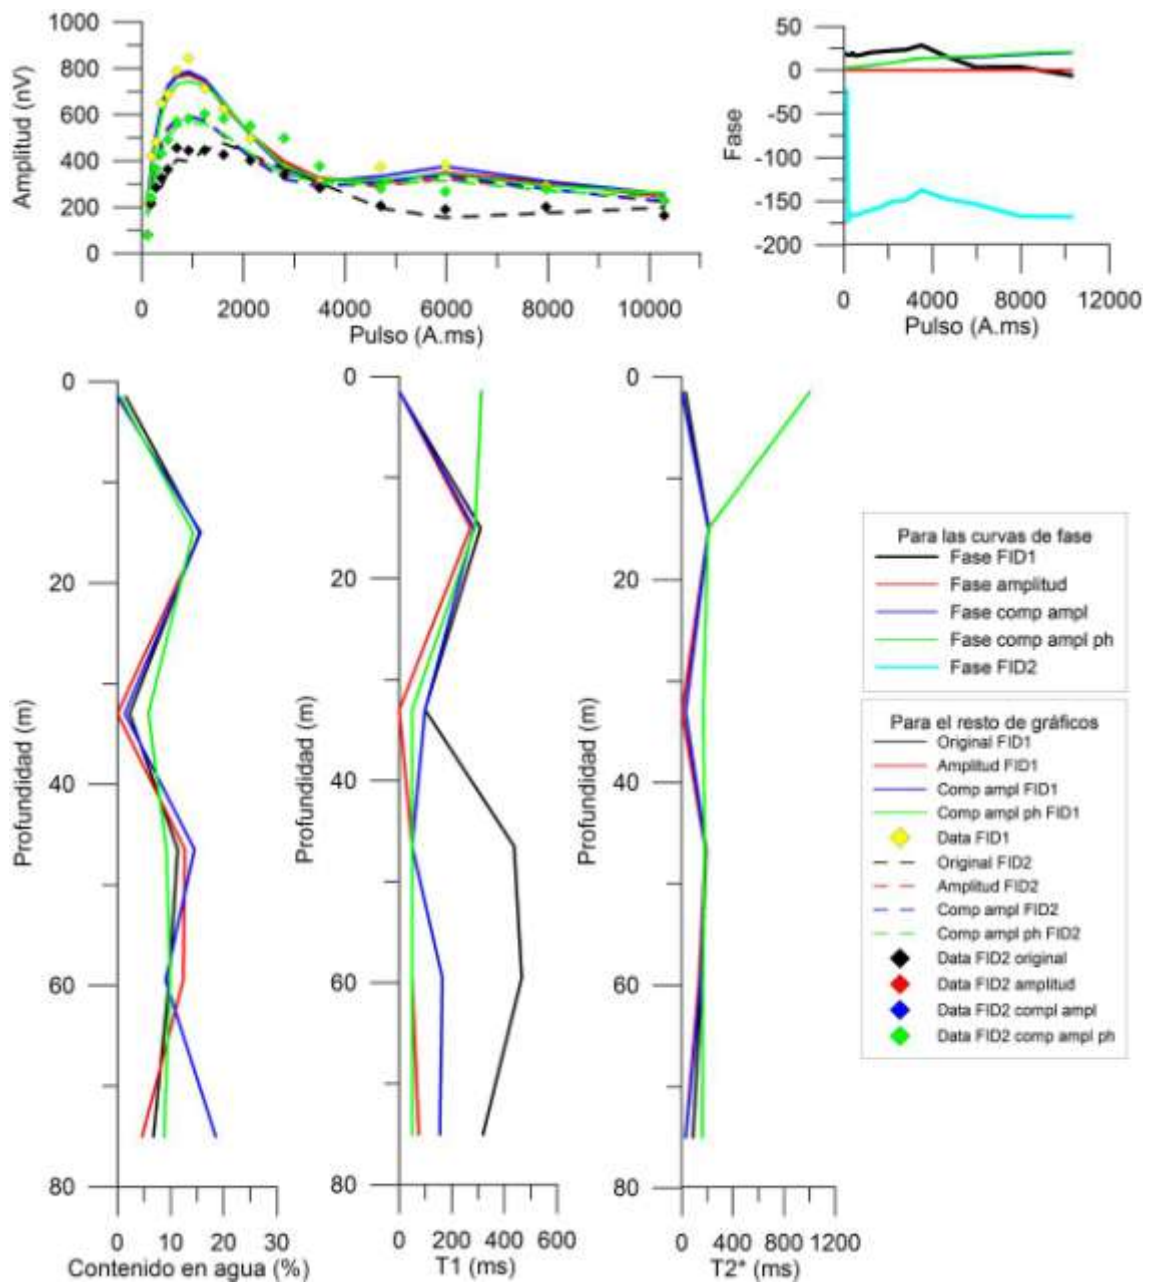 1000
800
600
400
200
0
Amplitud (nV)
0 2000 4000 6000 8000 10000
Pulso (A.ms)
50
0
-50
-100
-150
-200
Fase
0 4000 8000 12000
Pulso (A.ms)
0
20
40
60
80
Profundidad (m)
0 10 20 30
Contenido en agua (%)
0
20
40
60
80
Profundidad (m)
0 200 400 600
T1 (ms)
0
20
40
60
80
Profundidad (m)
0 400 800 1200
T2* (ms)
Para las curvas de fase
Fase FID1
Fase amplitud
Fase comp ampl
Fase comp ampl ph
Fase FID2
Para el resto de gráficos
Original FID1
Amplitud FID1
Comp ampl FID1
Comp ampl ph FID1
Data FID1
Original FID2
Amplitud FID2
Comp ampl FID2
Comp ampl ph FID2
Data FID2 original
Data FID2 amplitud
Data FID2 compl ampl
Data FID2 comp ampl ph